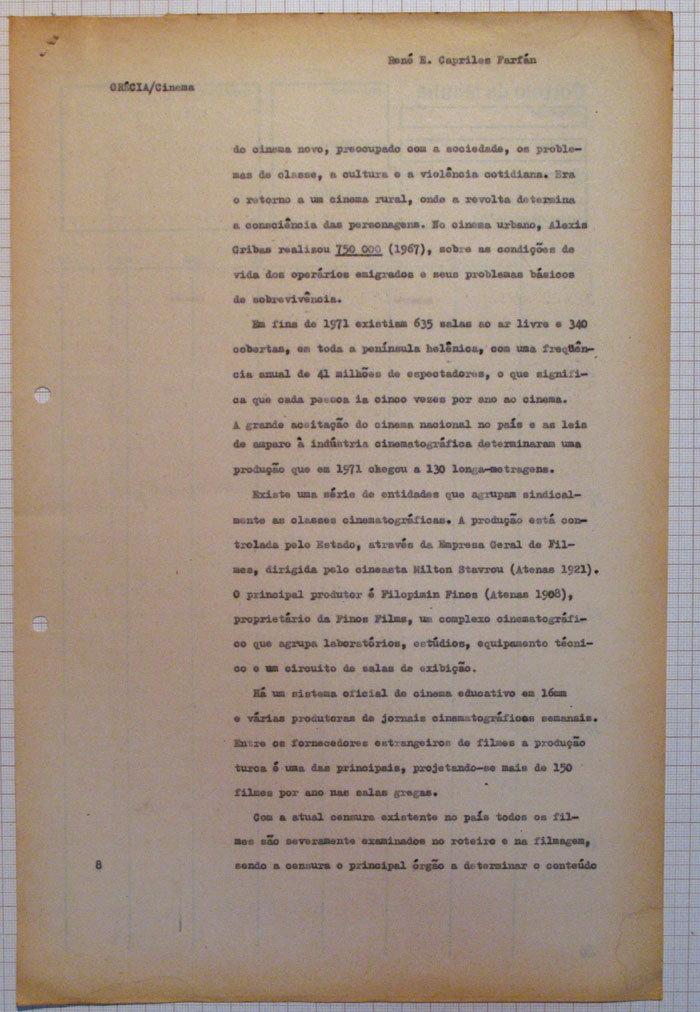 René E. Capriles Farfán
GRÉCIA/Cinema
do cinema novo, preocupado com a sociedade, os proble-
mas de classe, a cultura e a violência cotidiana. Era
o retorno a um cinema rural, onde a revolta determina
a consciência das personagens. No cinema urbano, Alexis
Gribas realizou 750 000 (1967), sobre as condições de
vida dos operários emigrados e seus problemas básicos
de sobrevivência.
Em fins de 1971 existiam 635 salas ao ar livre e 340
cobertas, em toda a península helênica, com uma freqüên-
cia anual de 41 milhões de espectadores, o que signifi-
ca que cada pessoa ia cinco vezes por ano ao cinema.
A grande aceitação do cinema nacional no país e as leis
de amparo à indústria cinematográfica determinaram uma
produção que em 1971 chegou a 130 longa-metragens.
Existe uma série de entidades que agrupam sindical-
mente as classes cinematográficas. A produção está con-
trolada pelo Estado, através da Empresa Geral de Fil-
mes, dirigida pelo cineasta Milton Stavrou (Atenas 1921).
O principal produtor é Filopimin Finos (Atenas 1908),
proprietário da Finos Films, um complexo cinematográfi-
co que agrupa laboratórios, estúdios, equipamento técni-
co e um circuito de salas de exibição.
Há um sistema oficial de cinema educativo em 16mm
e várias produtoras de jornais cinematográficos semanais.
Entre os fornecedores estrangeiros de filmes a produção
turca é uma das principais, projetando-se mais de 150
filmes por ano nas salas gregas.
Com a atual censura existente no país todos os fil-
mes são severamente examinados no roteiro e na filmagem,
sendo a censura o principal órgão a determinar o conteúdo
8